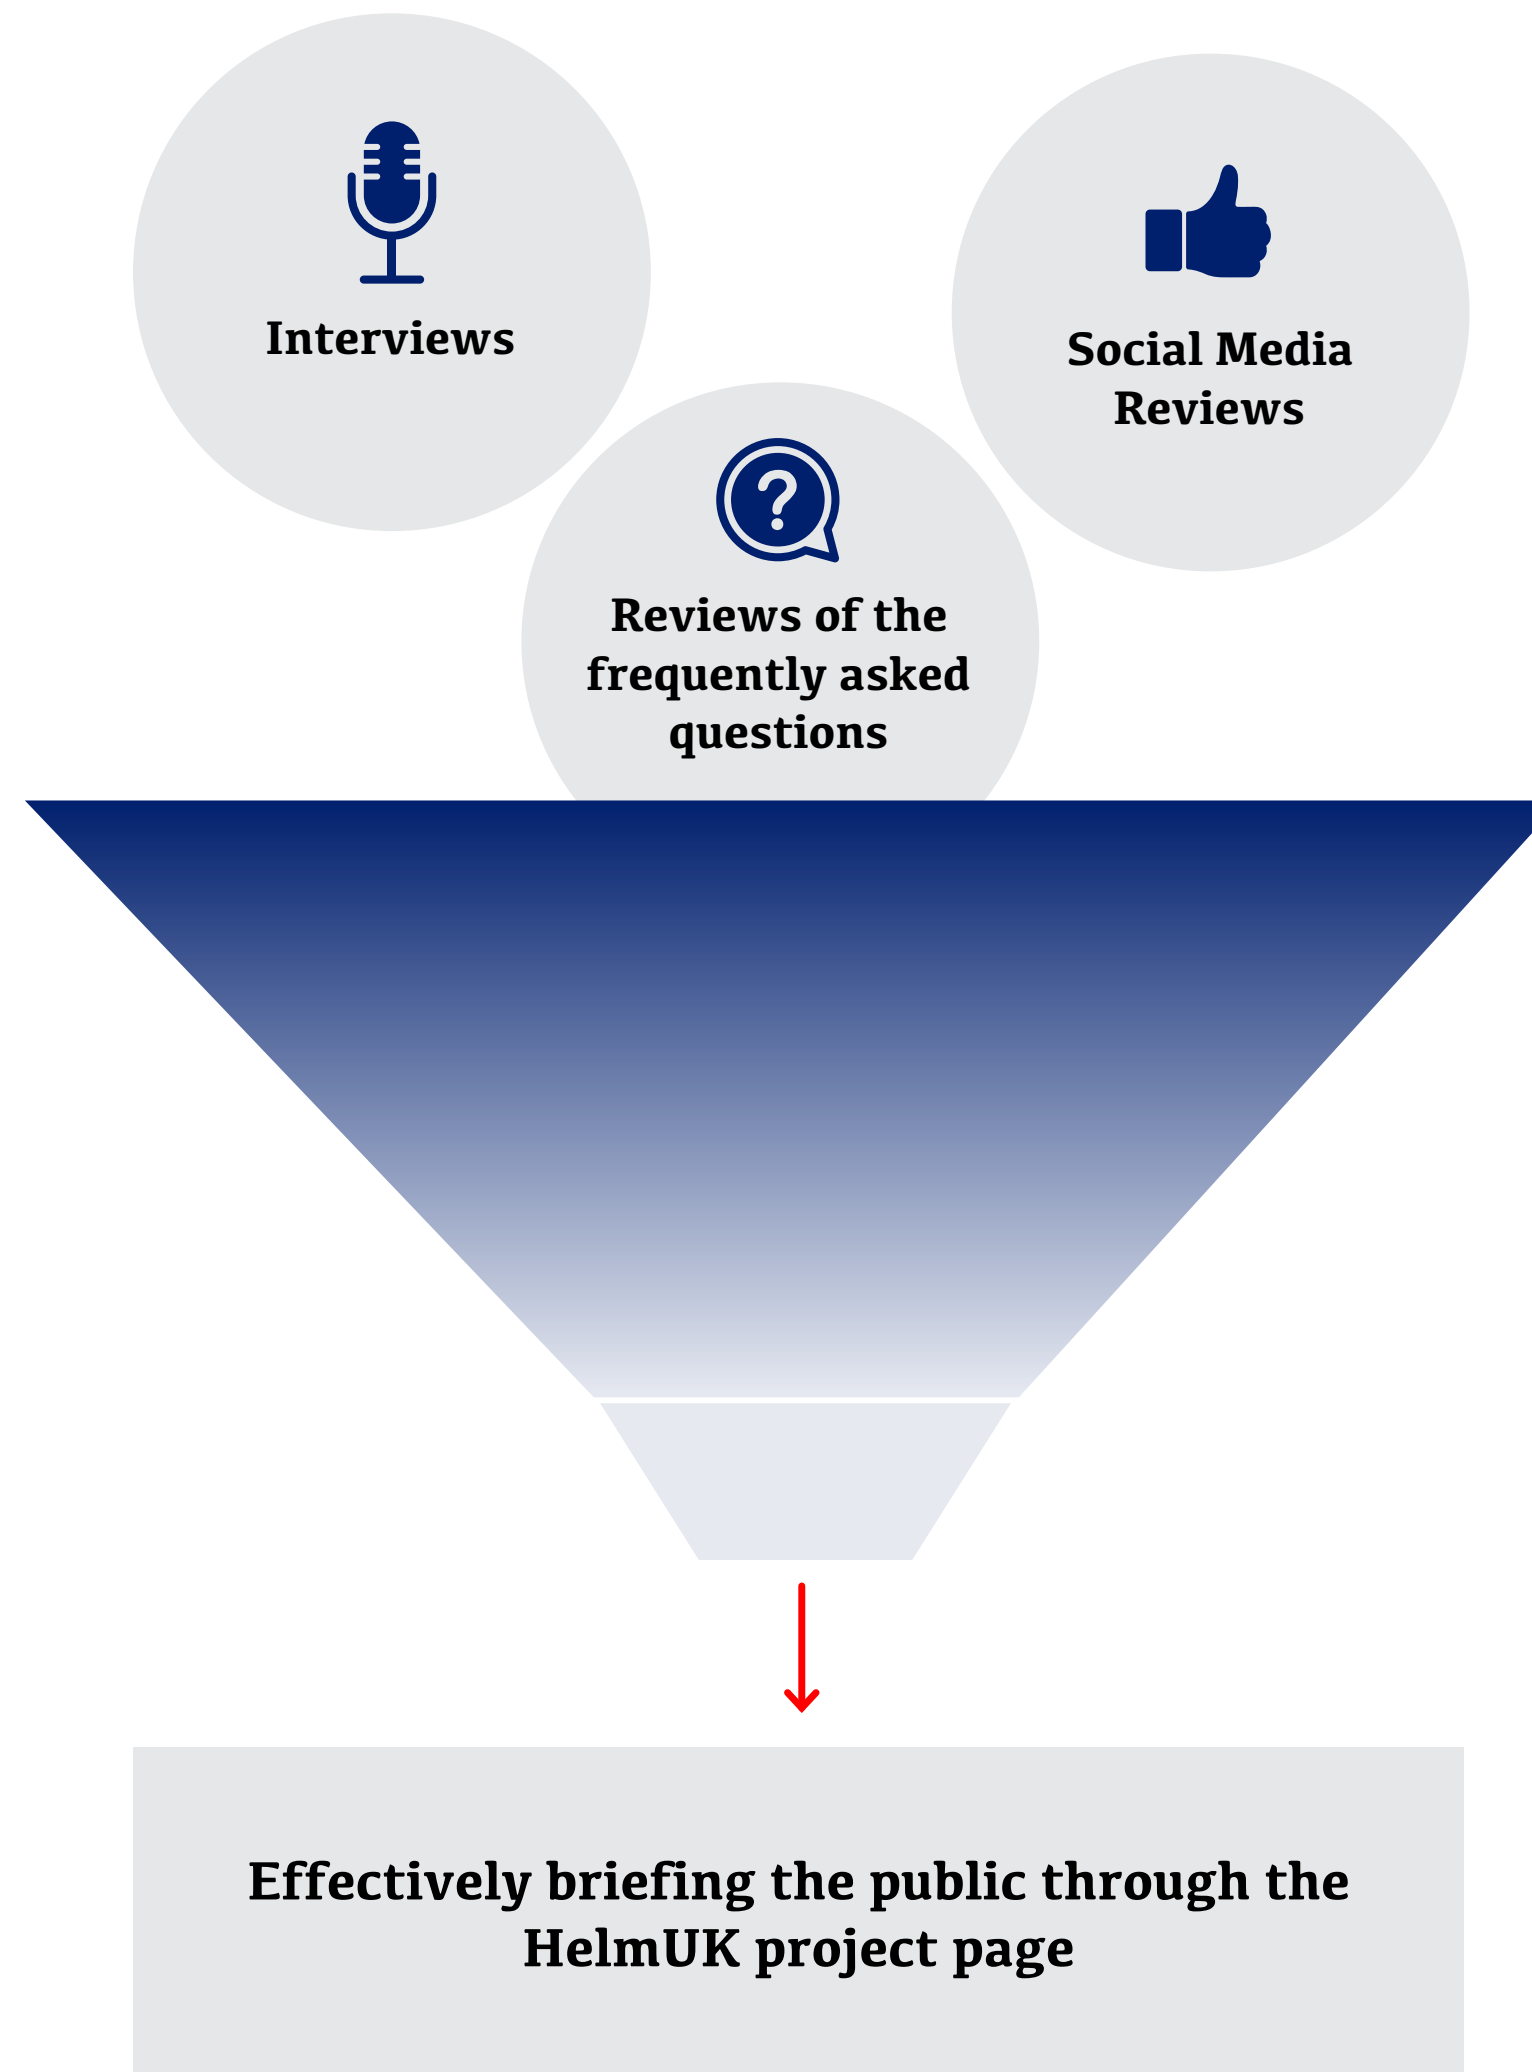 Interviews
Social Media
Reviews
Reviews of the
frequently asked
questions
Effectively briefing the public through the
HelmUK project page